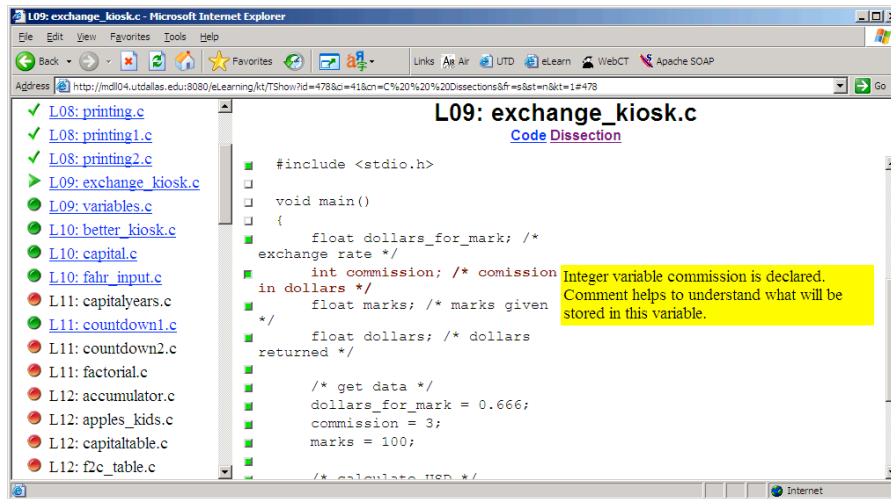 L09: exchange_kiosk.c - Microsoft Internet Explorer
File Edit View Favorites Tools Help
Back Favorites Links Air UTD eLearn WebCT Apache SOAP
Address http://mdll04.utdallas.edu:8080/eLearning/kt/TShow?id=478&ci=41&cn=C%20%20%20Dissections&fr=s&st=n&kt=1#478 Go
L08: printing.c
L08: printing1.c
L08: printing2.c
L09: exchange_kiosk.c
L09: variables.c
L10: better_kiosk.c
L10: capital.c
L10: fahr_input.c
L11: capitalyears.c
L11: countdown1.c
L11: countdown2.c
L11: factorial.c
L12: accumulator.c
L12: apples_kids.c
L12: capitaltable.c
L12: f2c_table.c
L09: exchange_kiosk.c
Code Dissection
#include <stdio.h>
void main()
{
float dollars_for_mark; /*
exchange rate */
int commission; /* comission
in dollars */
float marks; /* marks given
*/
float dollars; /* dollars
returned */
/* get data */
dollars_for_mark = 0.666;
commission = 3;
marks = 100;
/* calculate USD */
Integer variable commission is declared.
Comment helps to understand what will be
stored in this variable.
Internet